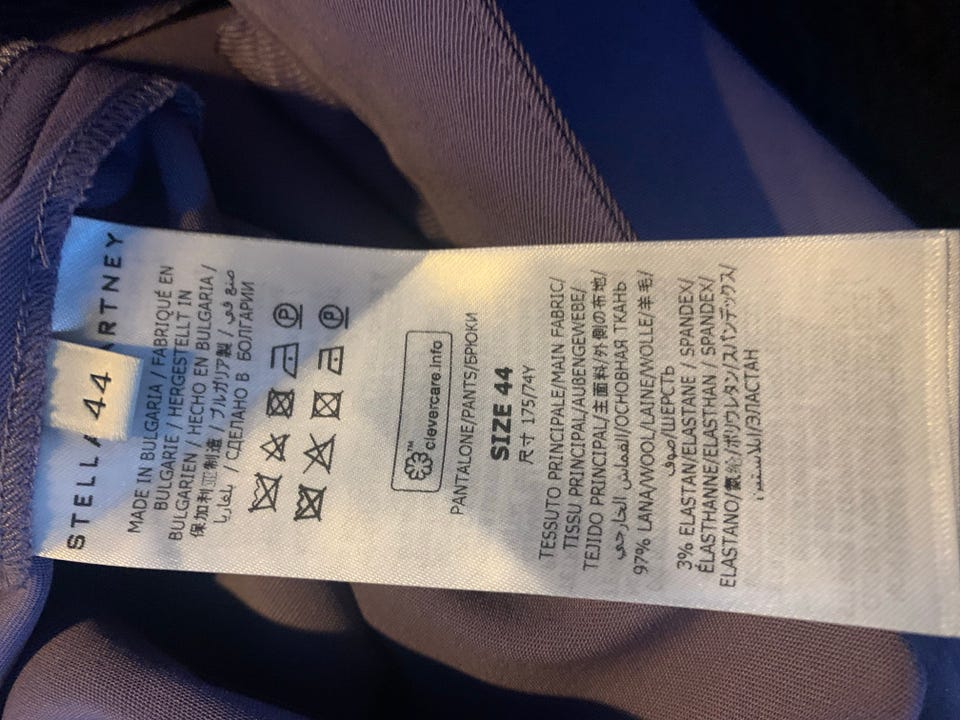 STELLA
44
ARTNEY
MADE IN BULGARIA / FABRIQUÉ EN
BULGARIE / HERGESTELLT IN
BULGARIEN / HECHO EN BULGARIA /
保加利亚制造 / ブルガリア製 / صنع في
بلغاريا / СДЕЛАНО В БОЛГАРИИ
P
P
™ clevercare.info
PANTALONE/PANTS/БРЮКИ
SIZE 44
尺寸 175/74Y
TESSUTO PRINCIPALE/MAIN FABRIC/
TISSU PRINCIPAL/AUßENGEWEBE/
TEJIDO PRINCIPAL/主面料/外側の布地/
القماش الخارجي/ОСНОВНАЯ ТКАНЬ
97% LANA/WOOL/LAINE/WOLLE/羊毛/
صوف/ШЕРСТЬ
3% ELASTAN/ELASTANE / SPANDEX/
ÉLASTHANNE/ELASTHAN / SPANDEX/
ELASTANO/氨纶/ポリウレタン/スパンデックス/
إيلاستين/ЭЛАСТАН